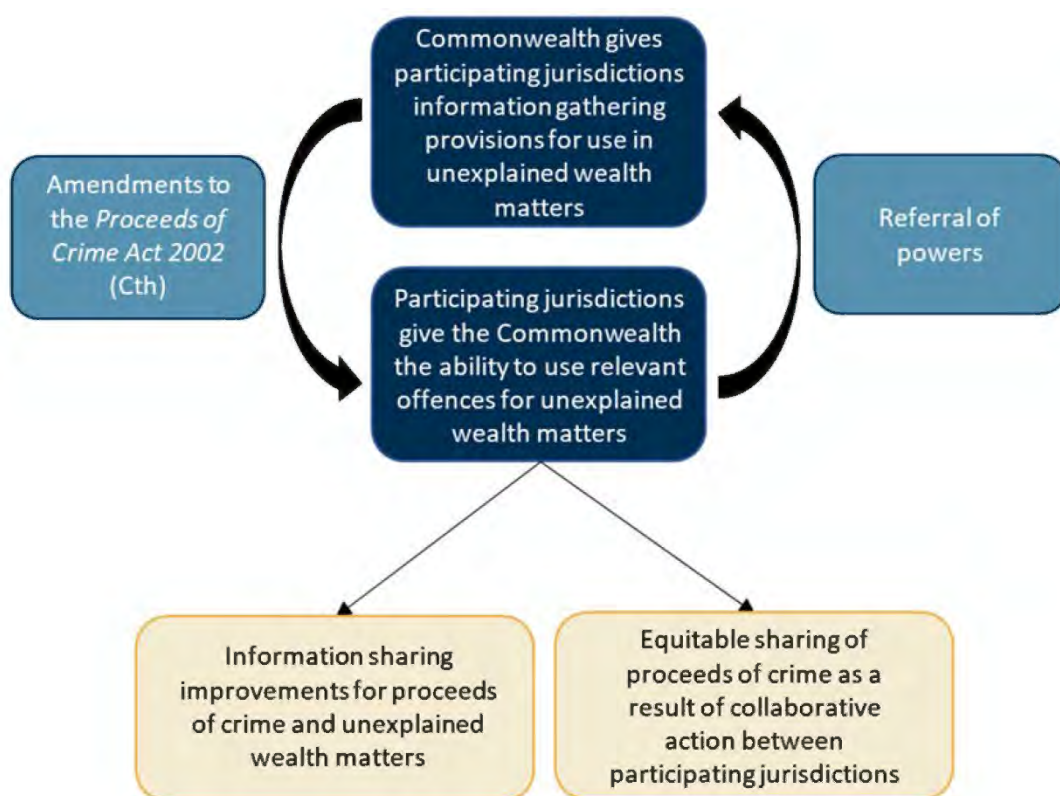 Commonwealth gives
participating jurisdictions
information gathering
provisions for use in
unexplained wealth
matters
Amendments to
the Proceeds of
Crime Act 2002
(Cth)
Referral of
powers
Participating jurisdictions
give the Commonwealth
the ability to use relevant
offences for unexplained
wealth matters
Information sharing
improvements for proceeds
of crime and unexplained
wealth matters
Equitable sharing of
proceeds of crime as a
result of collaborative
action between
participating jurisdictions